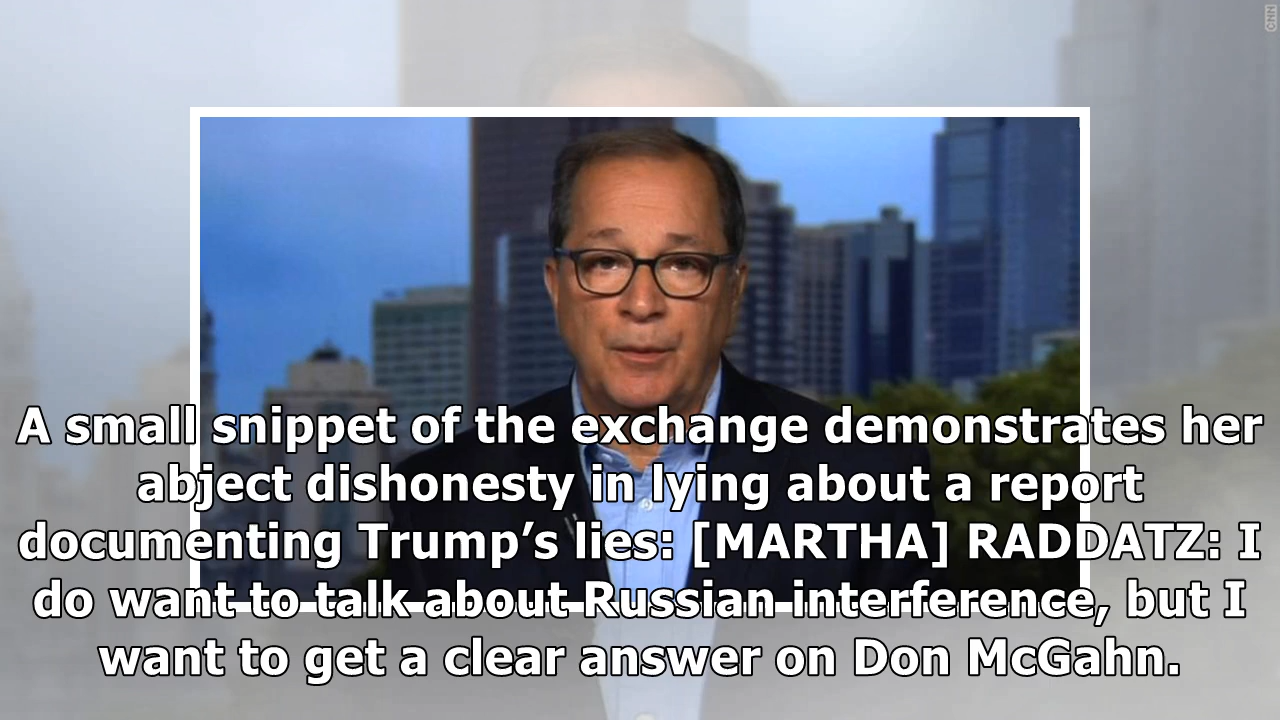 CNN
A small snippet of the exchange demonstrates her
abject dishonesty in lying about a report
documenting Trump’s lies: [MARTHA] RADDATZ: I
do want to talk about Russian interference, but I
want to get a clear answer on Don McGahn.